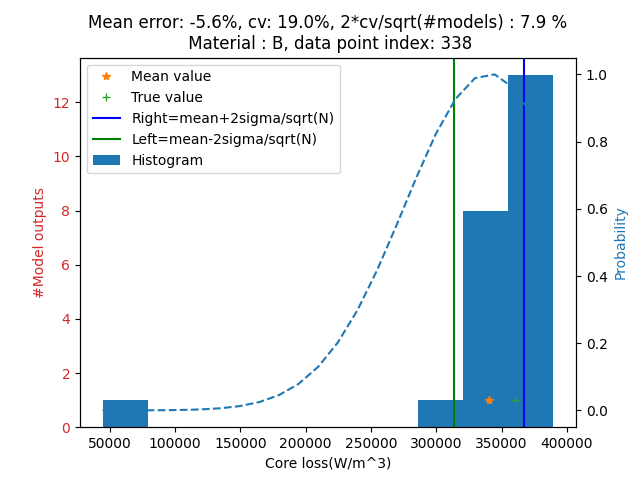 Mean error: -5.6%, cv: 19.0%, 2*cv/sqrt(#models) : 7.9 %
Material : B, data point index: 338
Mean value
True value
Right=mean+2sigma/sqrt(N)
Left=mean-2sigma/sqrt(N)
Histogram
#Model outputs
12
10
8
6
4
2
0
1.0
0.8
0.6
0.4
0.2
0.0
Probability
50000 100000 150000 200000 250000 300000 350000 400000
Core loss(W/m^3)